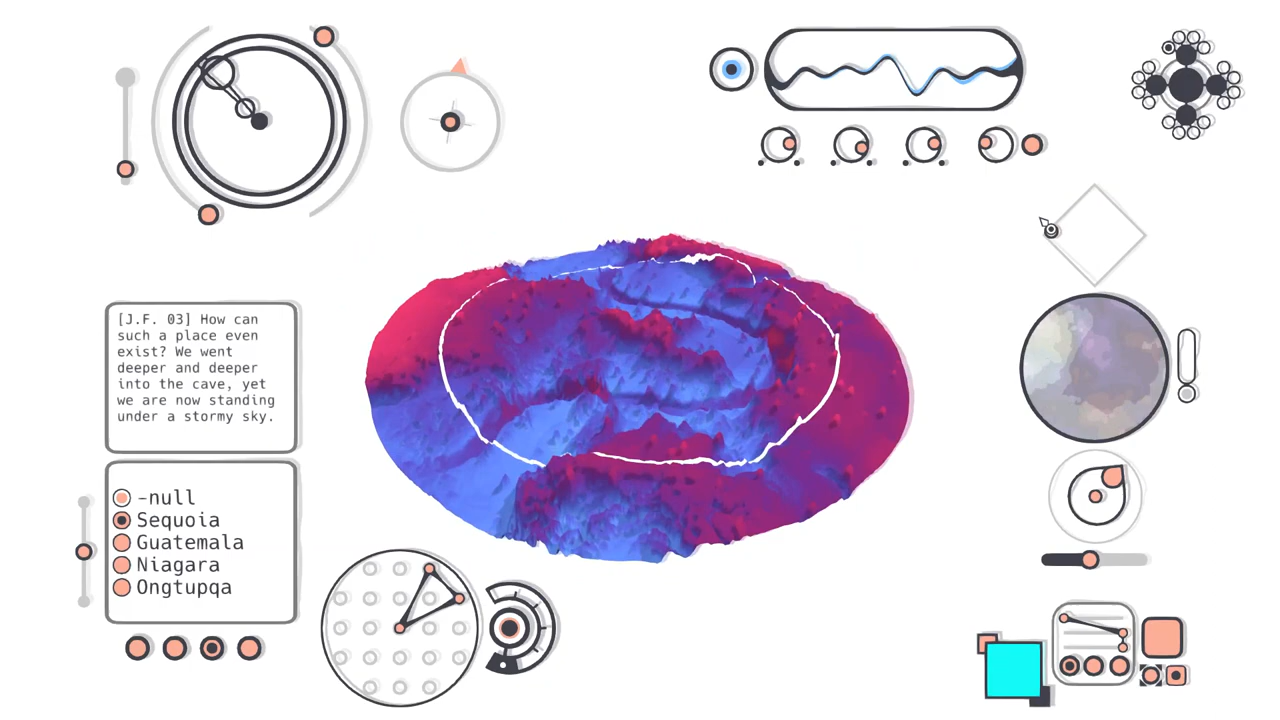 [J.F. 03] How can
such a place even
exist? We went
deeper and deeper
into the cave, yet
we are now standing
under a stormy sky.
-null
Sequoia
Guatemala
Niagara
Ongtupqa